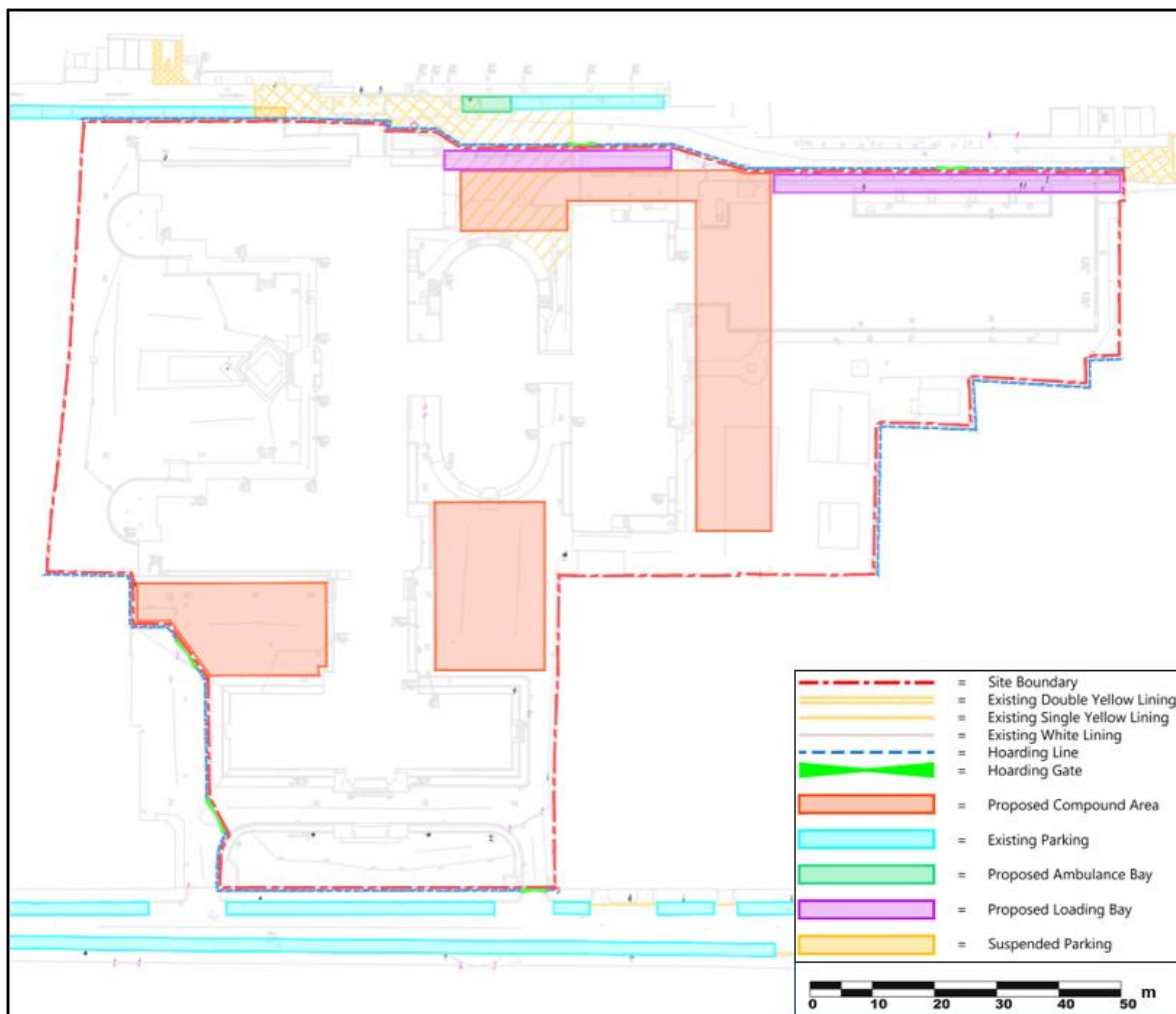 = Site Boundary
= Existing Double Yellow Lining
= Existing Single Yellow Lining
= Existing White Lining
= Hoarding Line
= Hoarding Gate
= Proposed Compound Area
= Existing Parking
= Proposed Ambulance Bay
= Proposed Loading Bay
= Suspended Parking
0 10 20 30 40 50 m